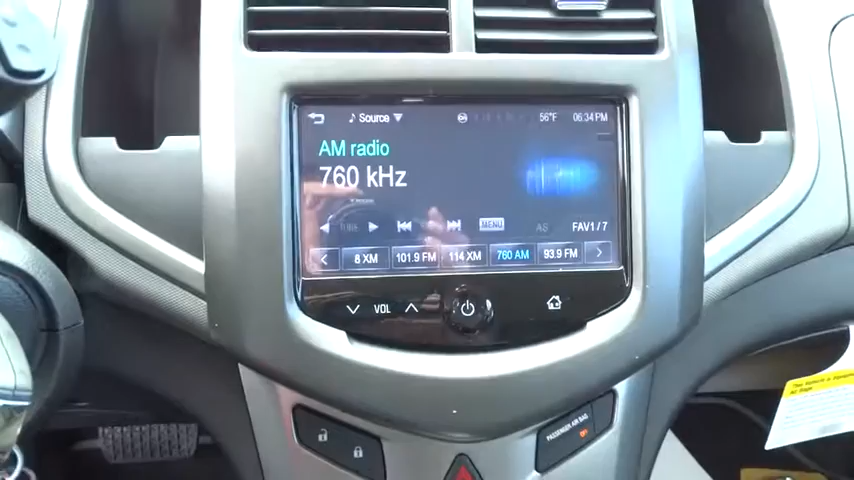 Source 56°F 06:34 PM
AM radio
760 kHz
TUNE MENU AS FAV1/7
8 XM 101.9 FM 114 XM 760 AM 93.9 FM
VOL
PASSENGER AIR BAG